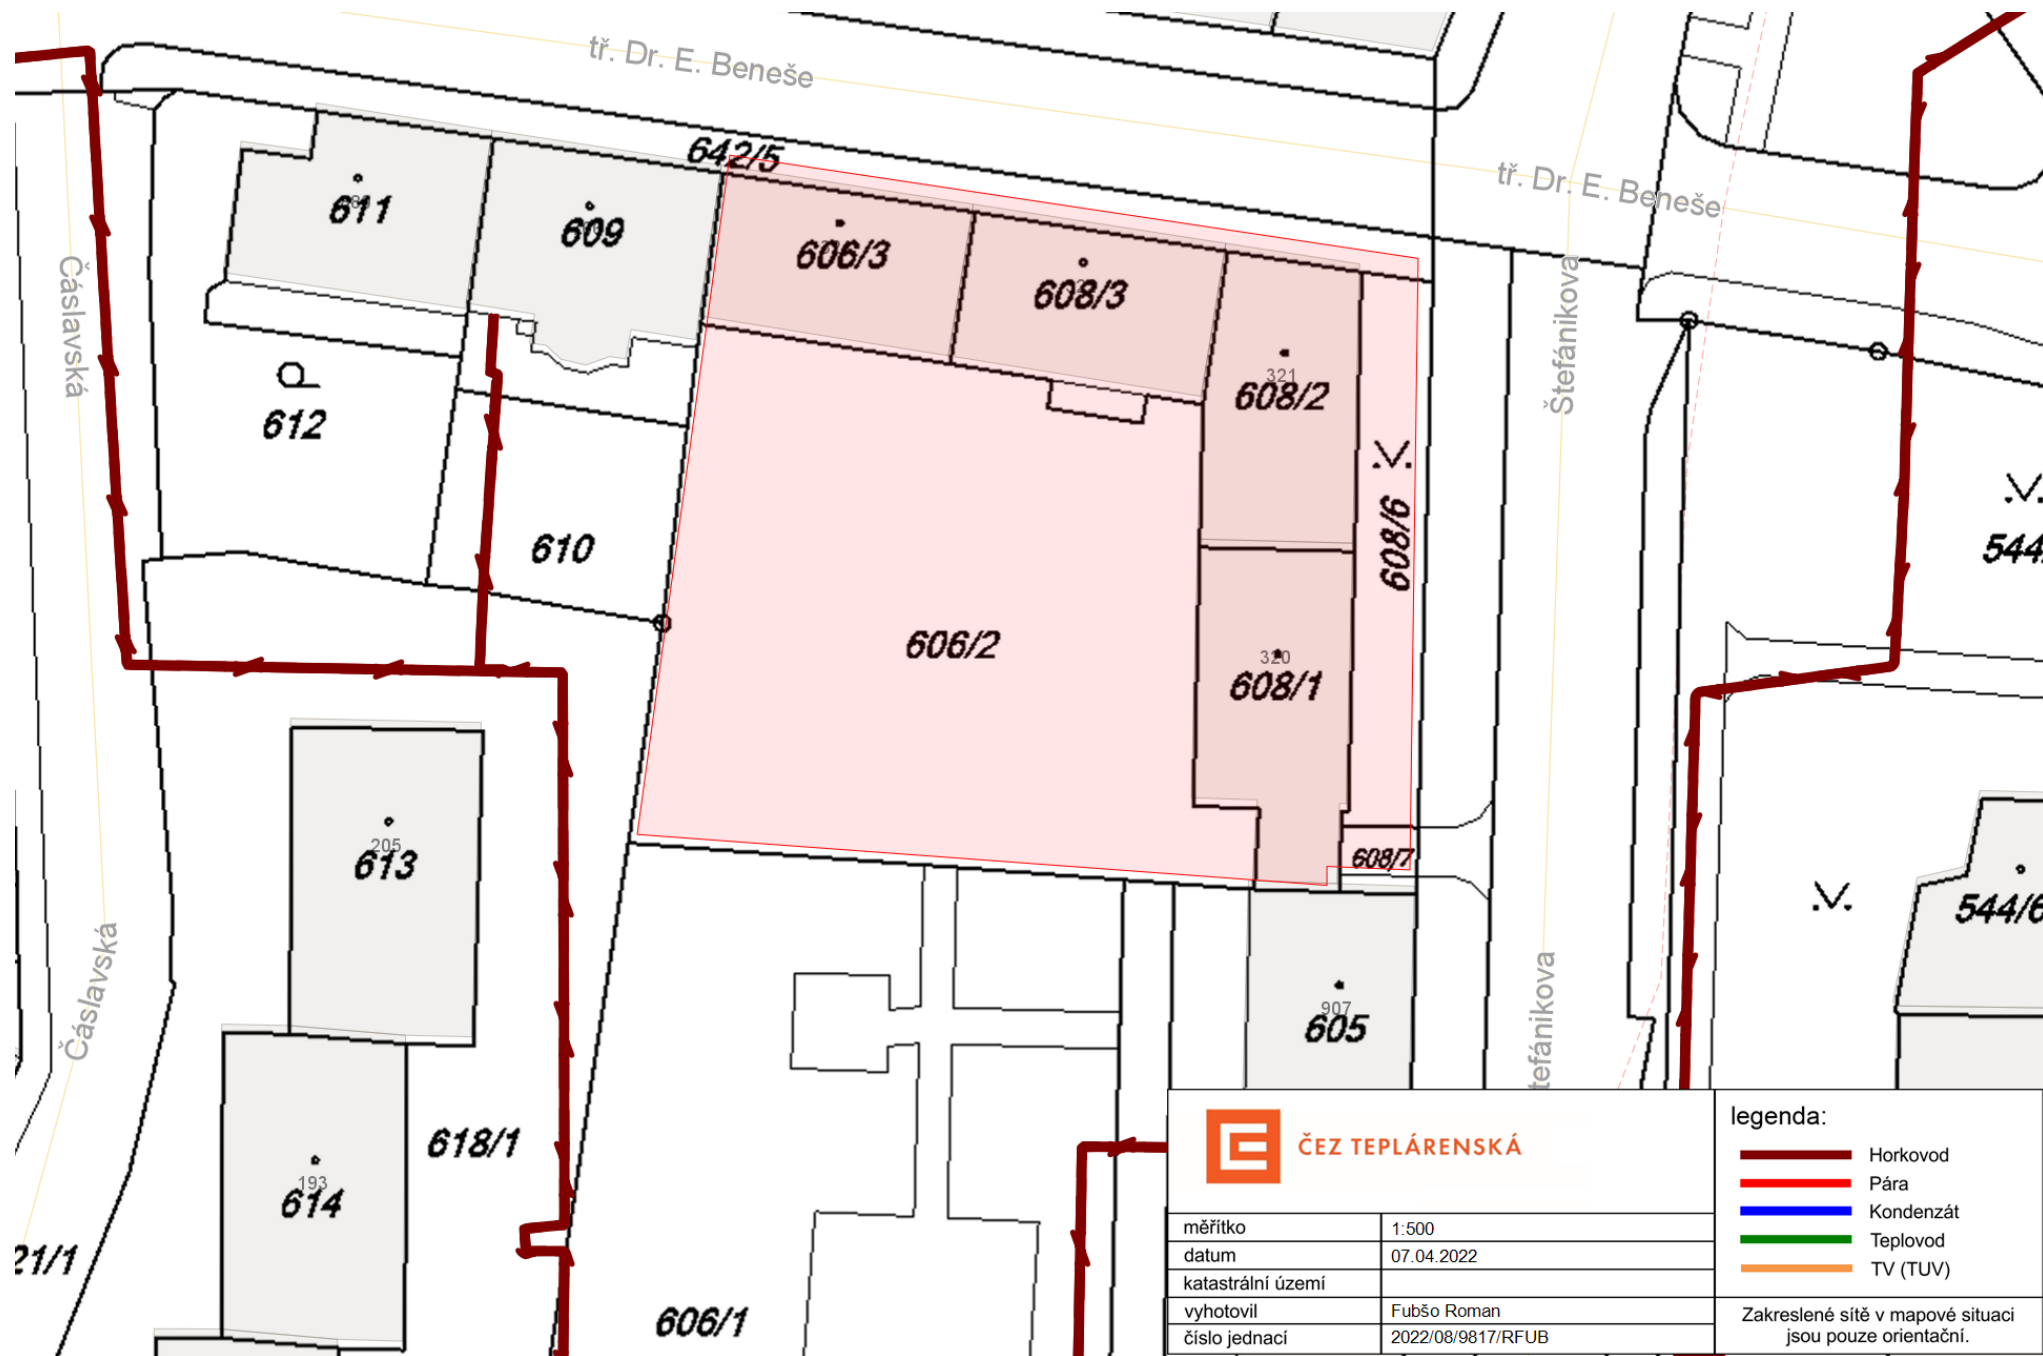 tř. Dr. E. Beneše
642/5
tř. Dr. E. Beneše
611
609
606/3
608/3
Čáslavská
Štefánikova
321
608/2
612
608/6
610
544
606/2
320
608/1
205
613
608/7
544/6
Čáslavská
907
605
tefánikova
618/1
193
614
21/1
606/1
ČEZ TEPLÁRENSKÁ
měřítko 1:500
datum 07.04.2022
katastrální území
vyhotovil Fubšo Roman
číslo jednací 2022/08/9817/RFUB
legenda:
Horkovod
Pára
Kondenzát
Teplovod
TV (TUV)
Zakreslené sítě v mapové situaci
jsou pouze orientační.